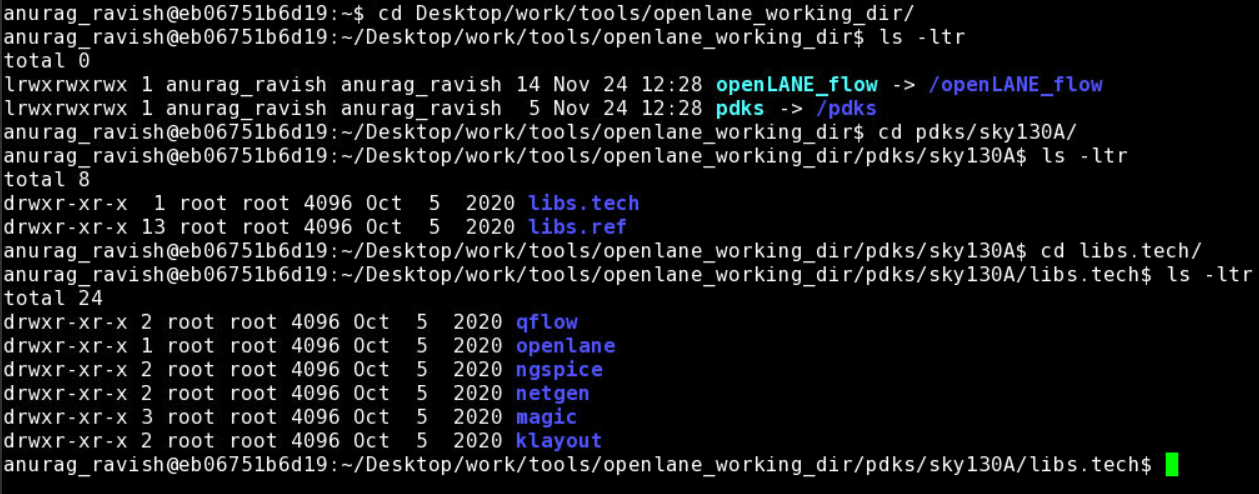 anurag_ravish@eb06751b6d19:~$ cd Desktop/work/tools/openlane_working_dir/
anurag_ravish@eb06751b6d19:~/Desktop/work/tools/openlane_working_dir$ ls -ltr
total 0
lrwxrwxrwx 1 anurag_ravish anurag_ravish 14 Nov 24 12:28 openLANE_flow -> /openLANE_flow
lrwxrwxrwx 1 anurag_ravish anurag_ravish  5 Nov 24 12:28 pdks -> /pdks
anurag_ravish@eb06751b6d19:~/Desktop/work/tools/openlane_working_dir$ cd pdks/sky130A/
anurag_ravish@eb06751b6d19:~/Desktop/work/tools/openlane_working_dir/pdks/sky130A$ ls -ltr
total 8
drwxr-xr-x  1 root root 4096 Oct  5  2020 libs.tech
drwxr-xr-x 13 root root 4096 Oct  5  2020 libs.ref
anurag_ravish@eb06751b6d19:~/Desktop/work/tools/openlane_working_dir/pdks/sky130A$ cd libs.tech/
anurag_ravish@eb06751b6d19:~/Desktop/work/tools/openlane_working_dir/pdks/sky130A/libs.tech$ ls -ltr
total 24
drwxr-xr-x 2 root root 4096 Oct  5  2020 qflow
drwxr-xr-x 1 root root 4096 Oct  5  2020 openlane
drwxr-xr-x 2 root root 4096 Oct  5  2020 ngspice
drwxr-xr-x 2 root root 4096 Oct  5  2020 netgen
drwxr-xr-x 3 root root 4096 Oct  5  2020 magic
drwxr-xr-x 2 root root 4096 Oct  5  2020 klayout
anurag_ravish@eb06751b6d19:~/Desktop/work/tools/openlane_working_dir/pdks/sky130A/libs.tech$